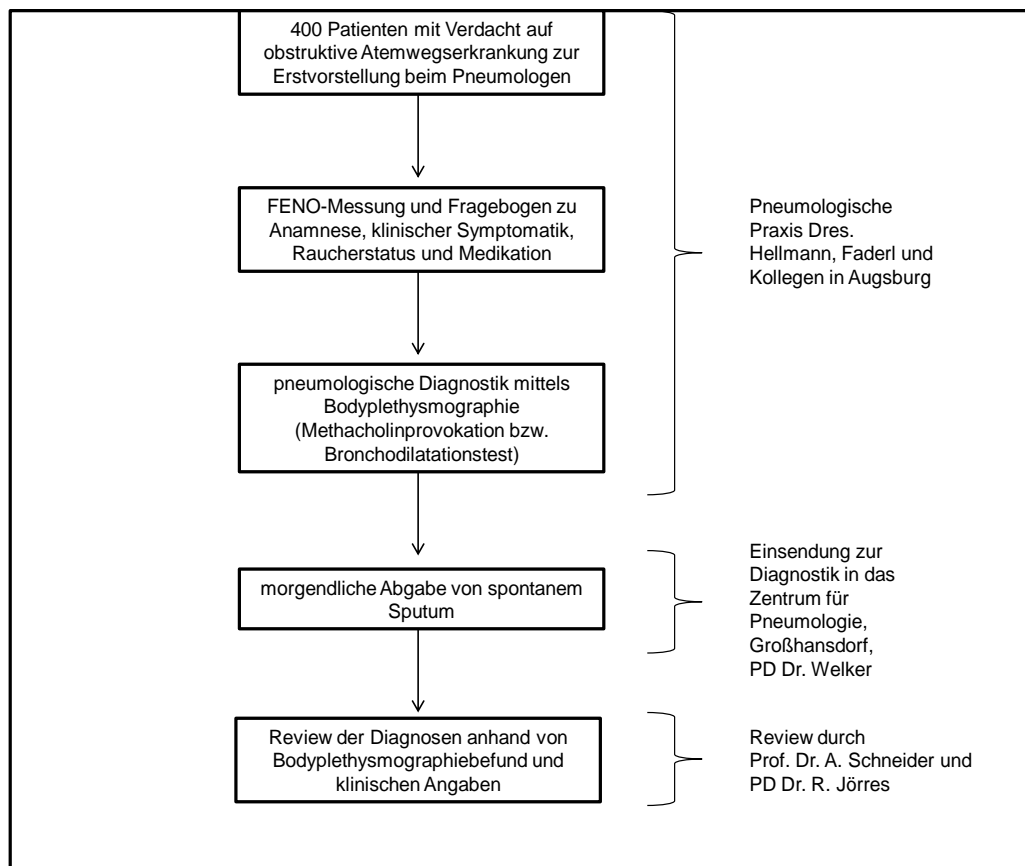 400 Patienten mit Verdacht auf
obstruktive Atemwegserkrankung zur
Erstvorstellung beim Pneumologen
FENO-Messung und Fragebogen zu
Anamnese, klinischer Symptomatik,
Raucherstatus und Medikation
Pneumologische
Praxis Dres.
Hellmann, Faderl und
Kollegen in Augsburg
pneumologische Diagnostik mittels
Bodyplethysmographie
(Methacholinprovokation bzw.
Bronchodilatationstest)
morgendliche Abgabe von spontanem
Sputum
Einsendung zur
Diagnostik in das
Zentrum für
Pneumologie,
Großhansdorf,
PD Dr. Welker
Review der Diagnosen anhand von
Bodyplethysmographiebefund und
klinischen Angaben
Review durch
Prof. Dr. A. Schneider und
PD Dr. R. Jörres